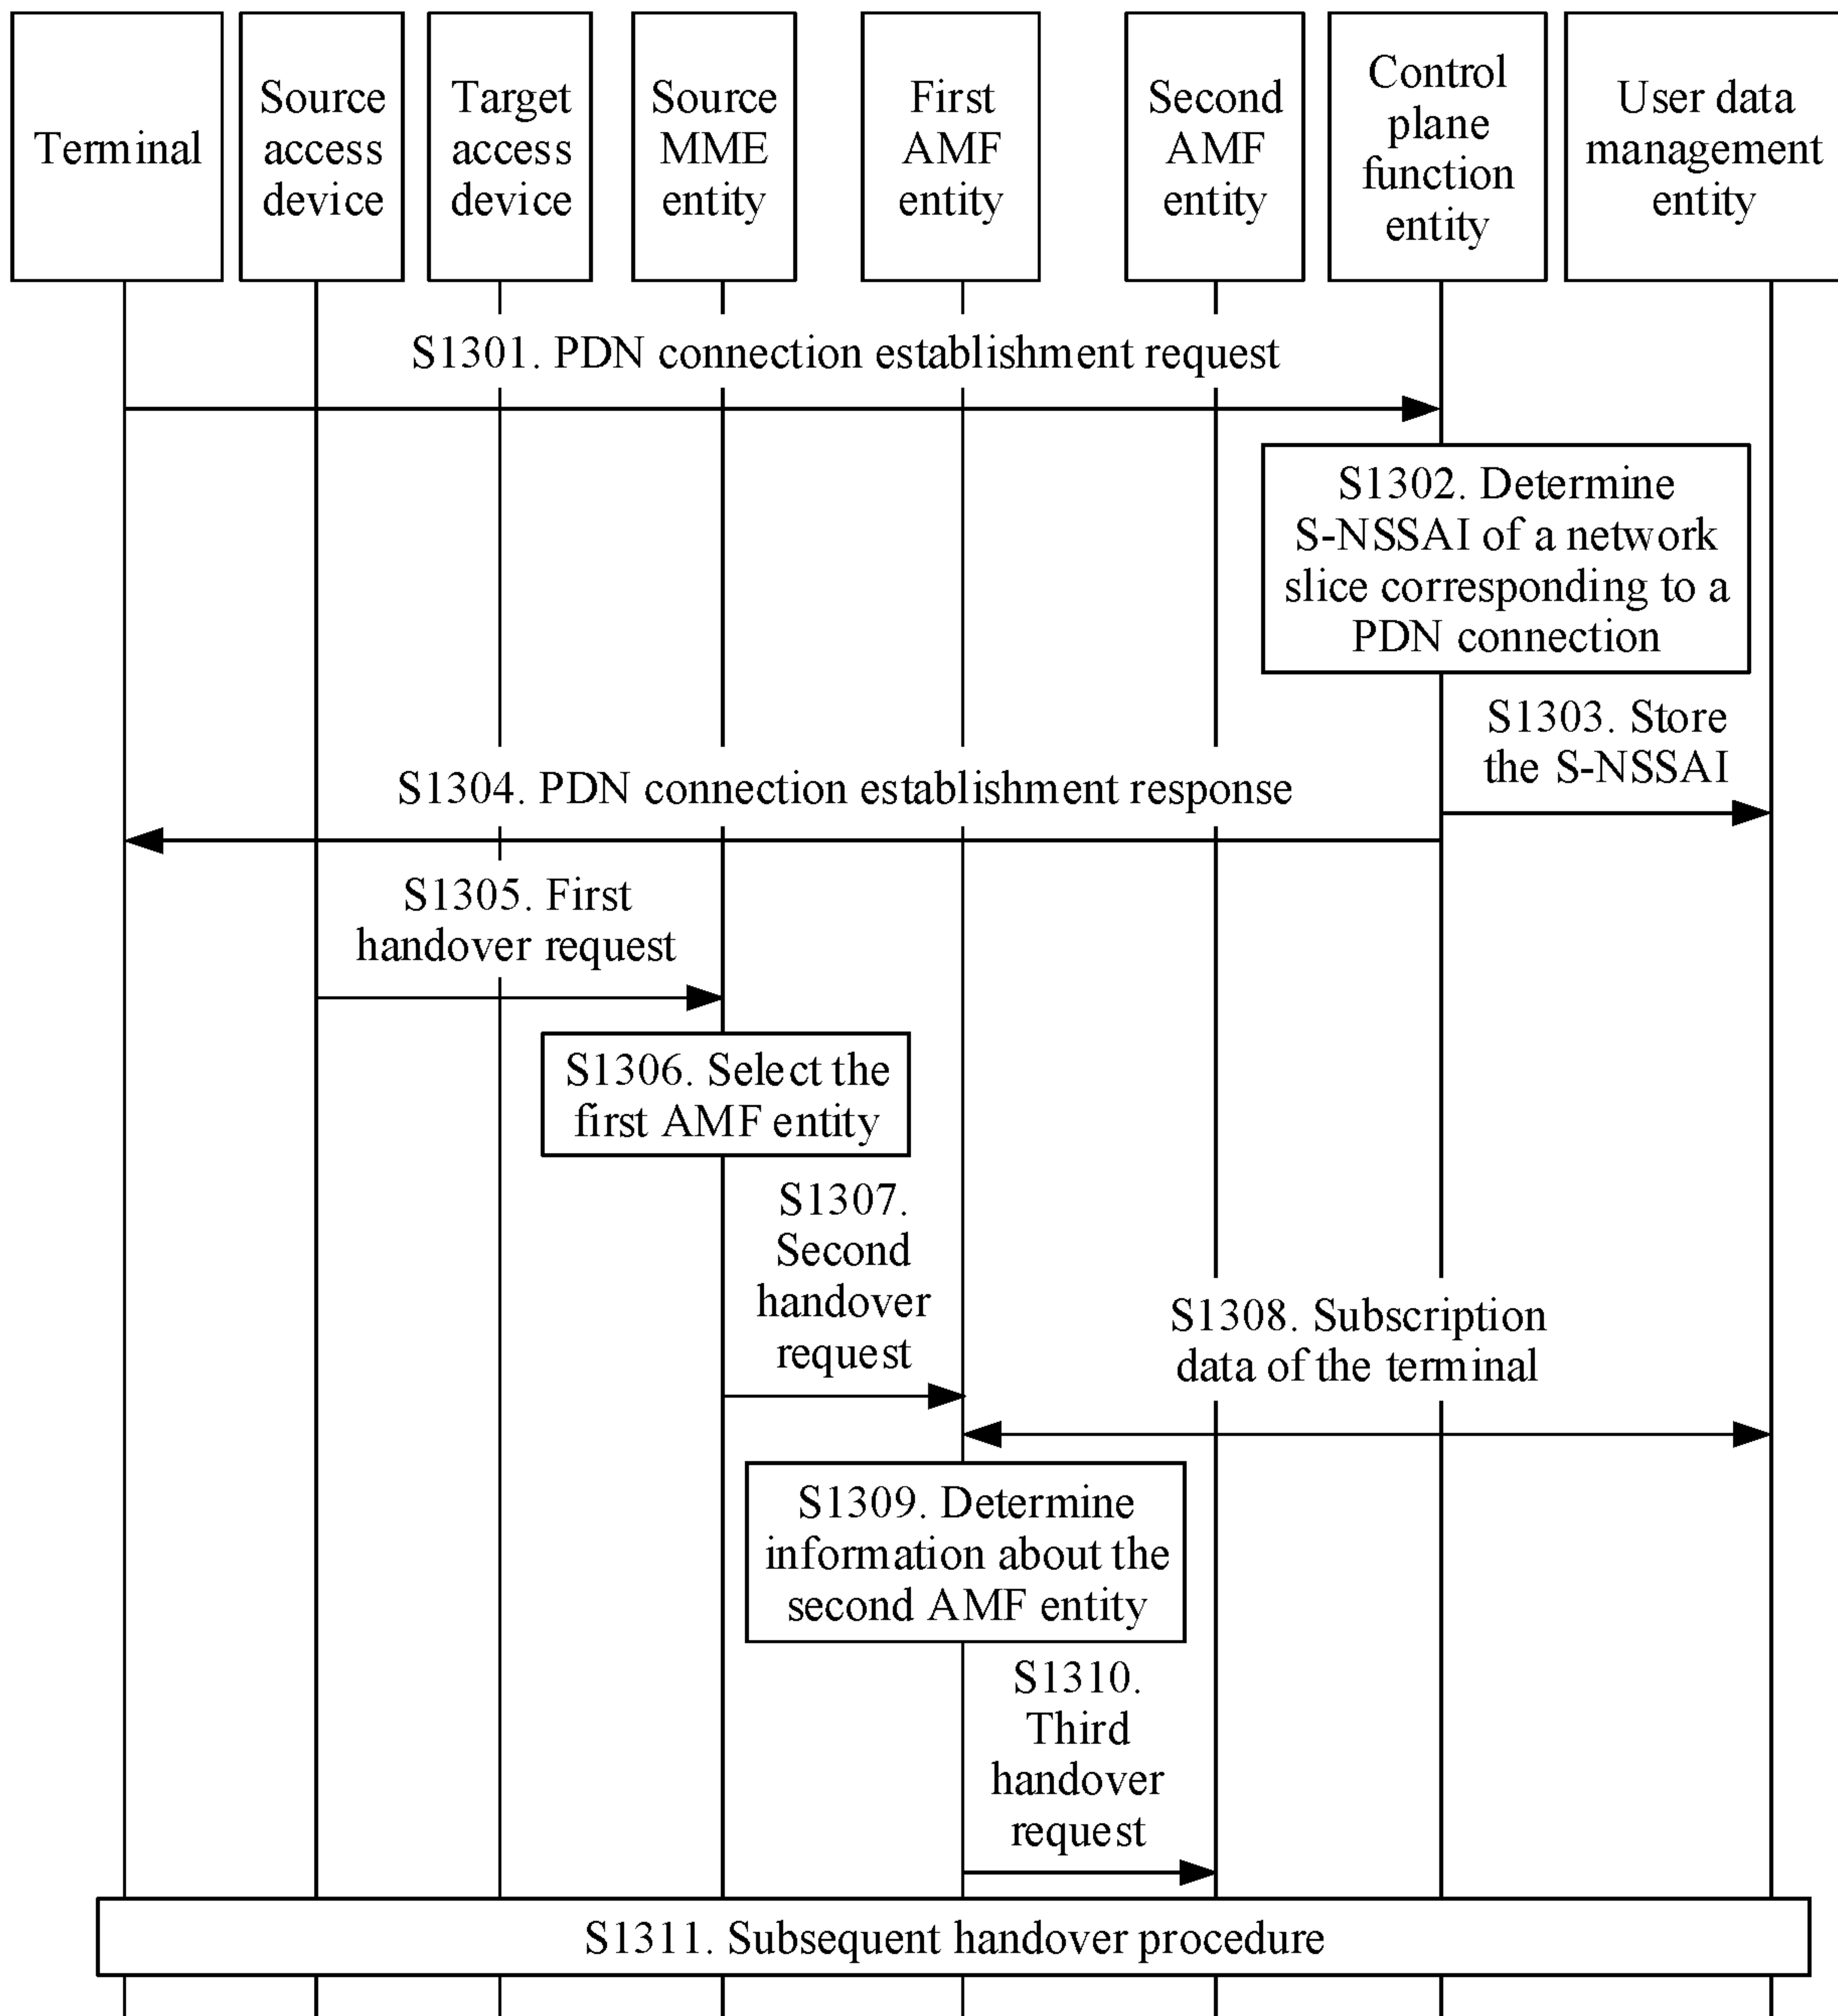 Terminal
Source
access
device
Target
access
device
Source
MME
entity
First
AMF
entity
Second
AMF
entity
Control
plane
function
entity
User data
management
entity
S1301. PDN connection establishment request
S1302. Determine
S-NSSAI of a network
slice corresponding to a
PDN connection
S1303. Store
the S-NSSAI
S1304. PDN connection establishment response
S1305. First
handover request
S1306. Select the
first AMF entity
S1307.
Second
handover
request
S1308. Subscription
data of the terminal
S1309. Determine
information about the
second AMF entity
S1310.
Third
handover
request
S1311. Subsequent handover procedure